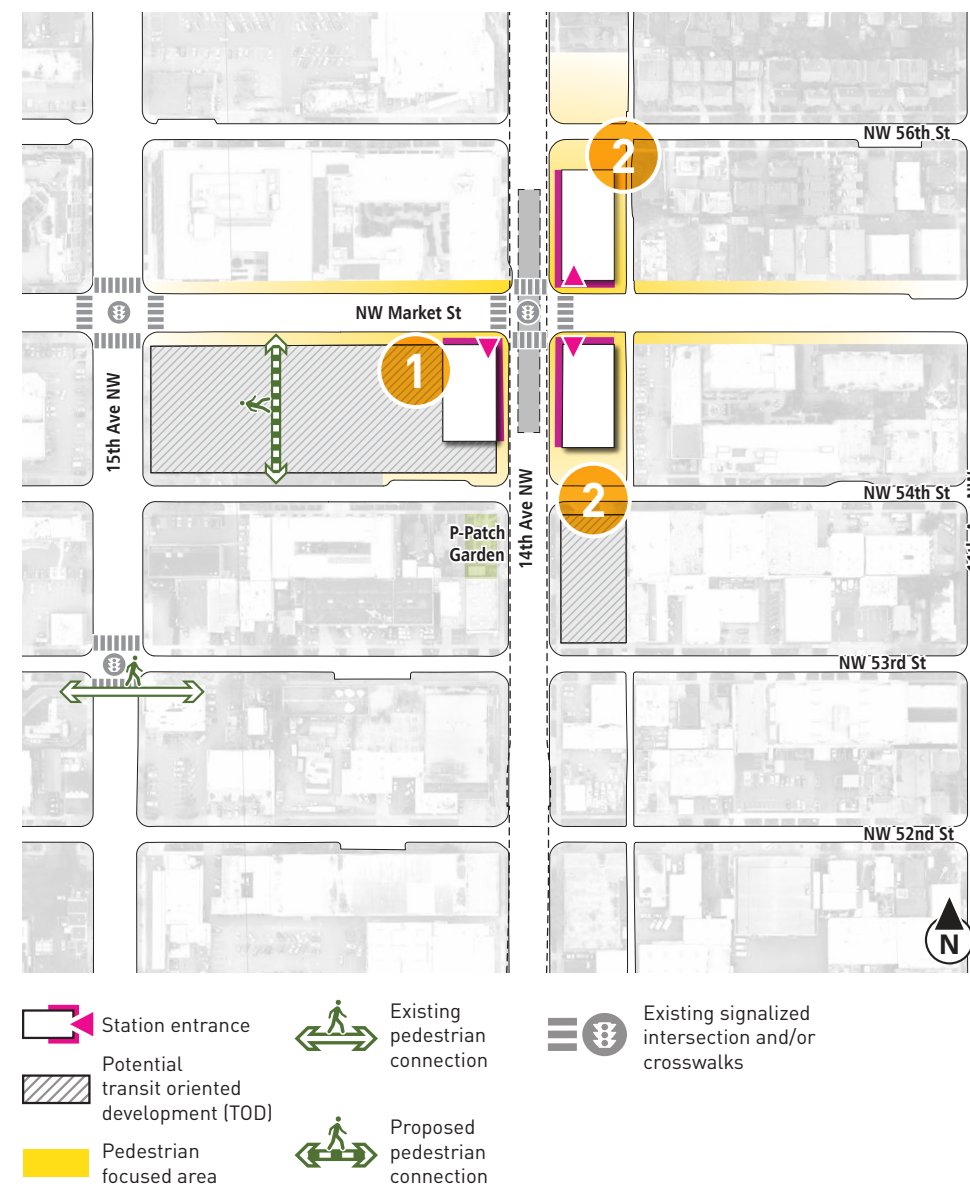 NW 56th St
2
NW Market St
1
15th Ave NW
14th Ave NW
2
NW 54th St
P-Patch
Garden
NW 53rd St
NW 52nd St
N
Station entrance
Potential
transit oriented
development (TOD)
Pedestrian
focused area
Existing
pedestrian
connection
Proposed
pedestrian
connection
Existing signalized
intersection and/or
crosswalks